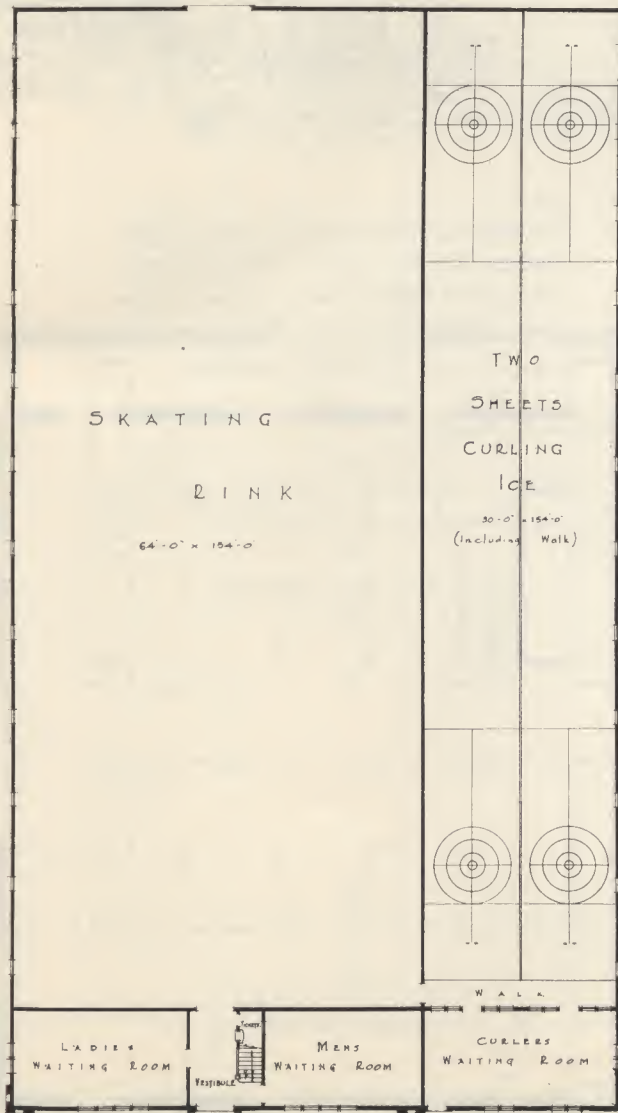 SKATING
RINK
64'-0" x 154'-0"
TWO
SHEETS
CURLING
ICE
30'-0" x 154'-0"
(Including Walk)
WALK
LADIES
WAITING ROOM
VESTIBULE
TICKETS
MENS
WAITING ROOM
CURLERS
WAITING ROOM